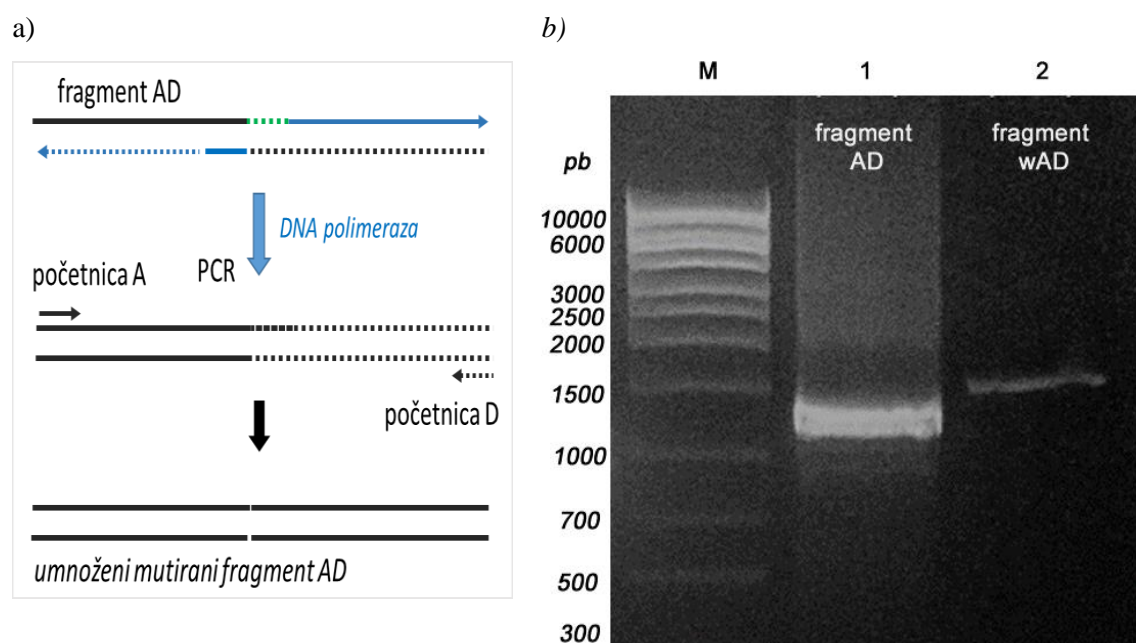 a)
fragment AD
DNA polimeraza
PCR
početnica A
početnica D
umnoženi mutirani fragment AD
b)
M 1 2
fragment AD
fragment wAD
pb
10000
6000
3000
2500
2000
1500
1000
700
500
300